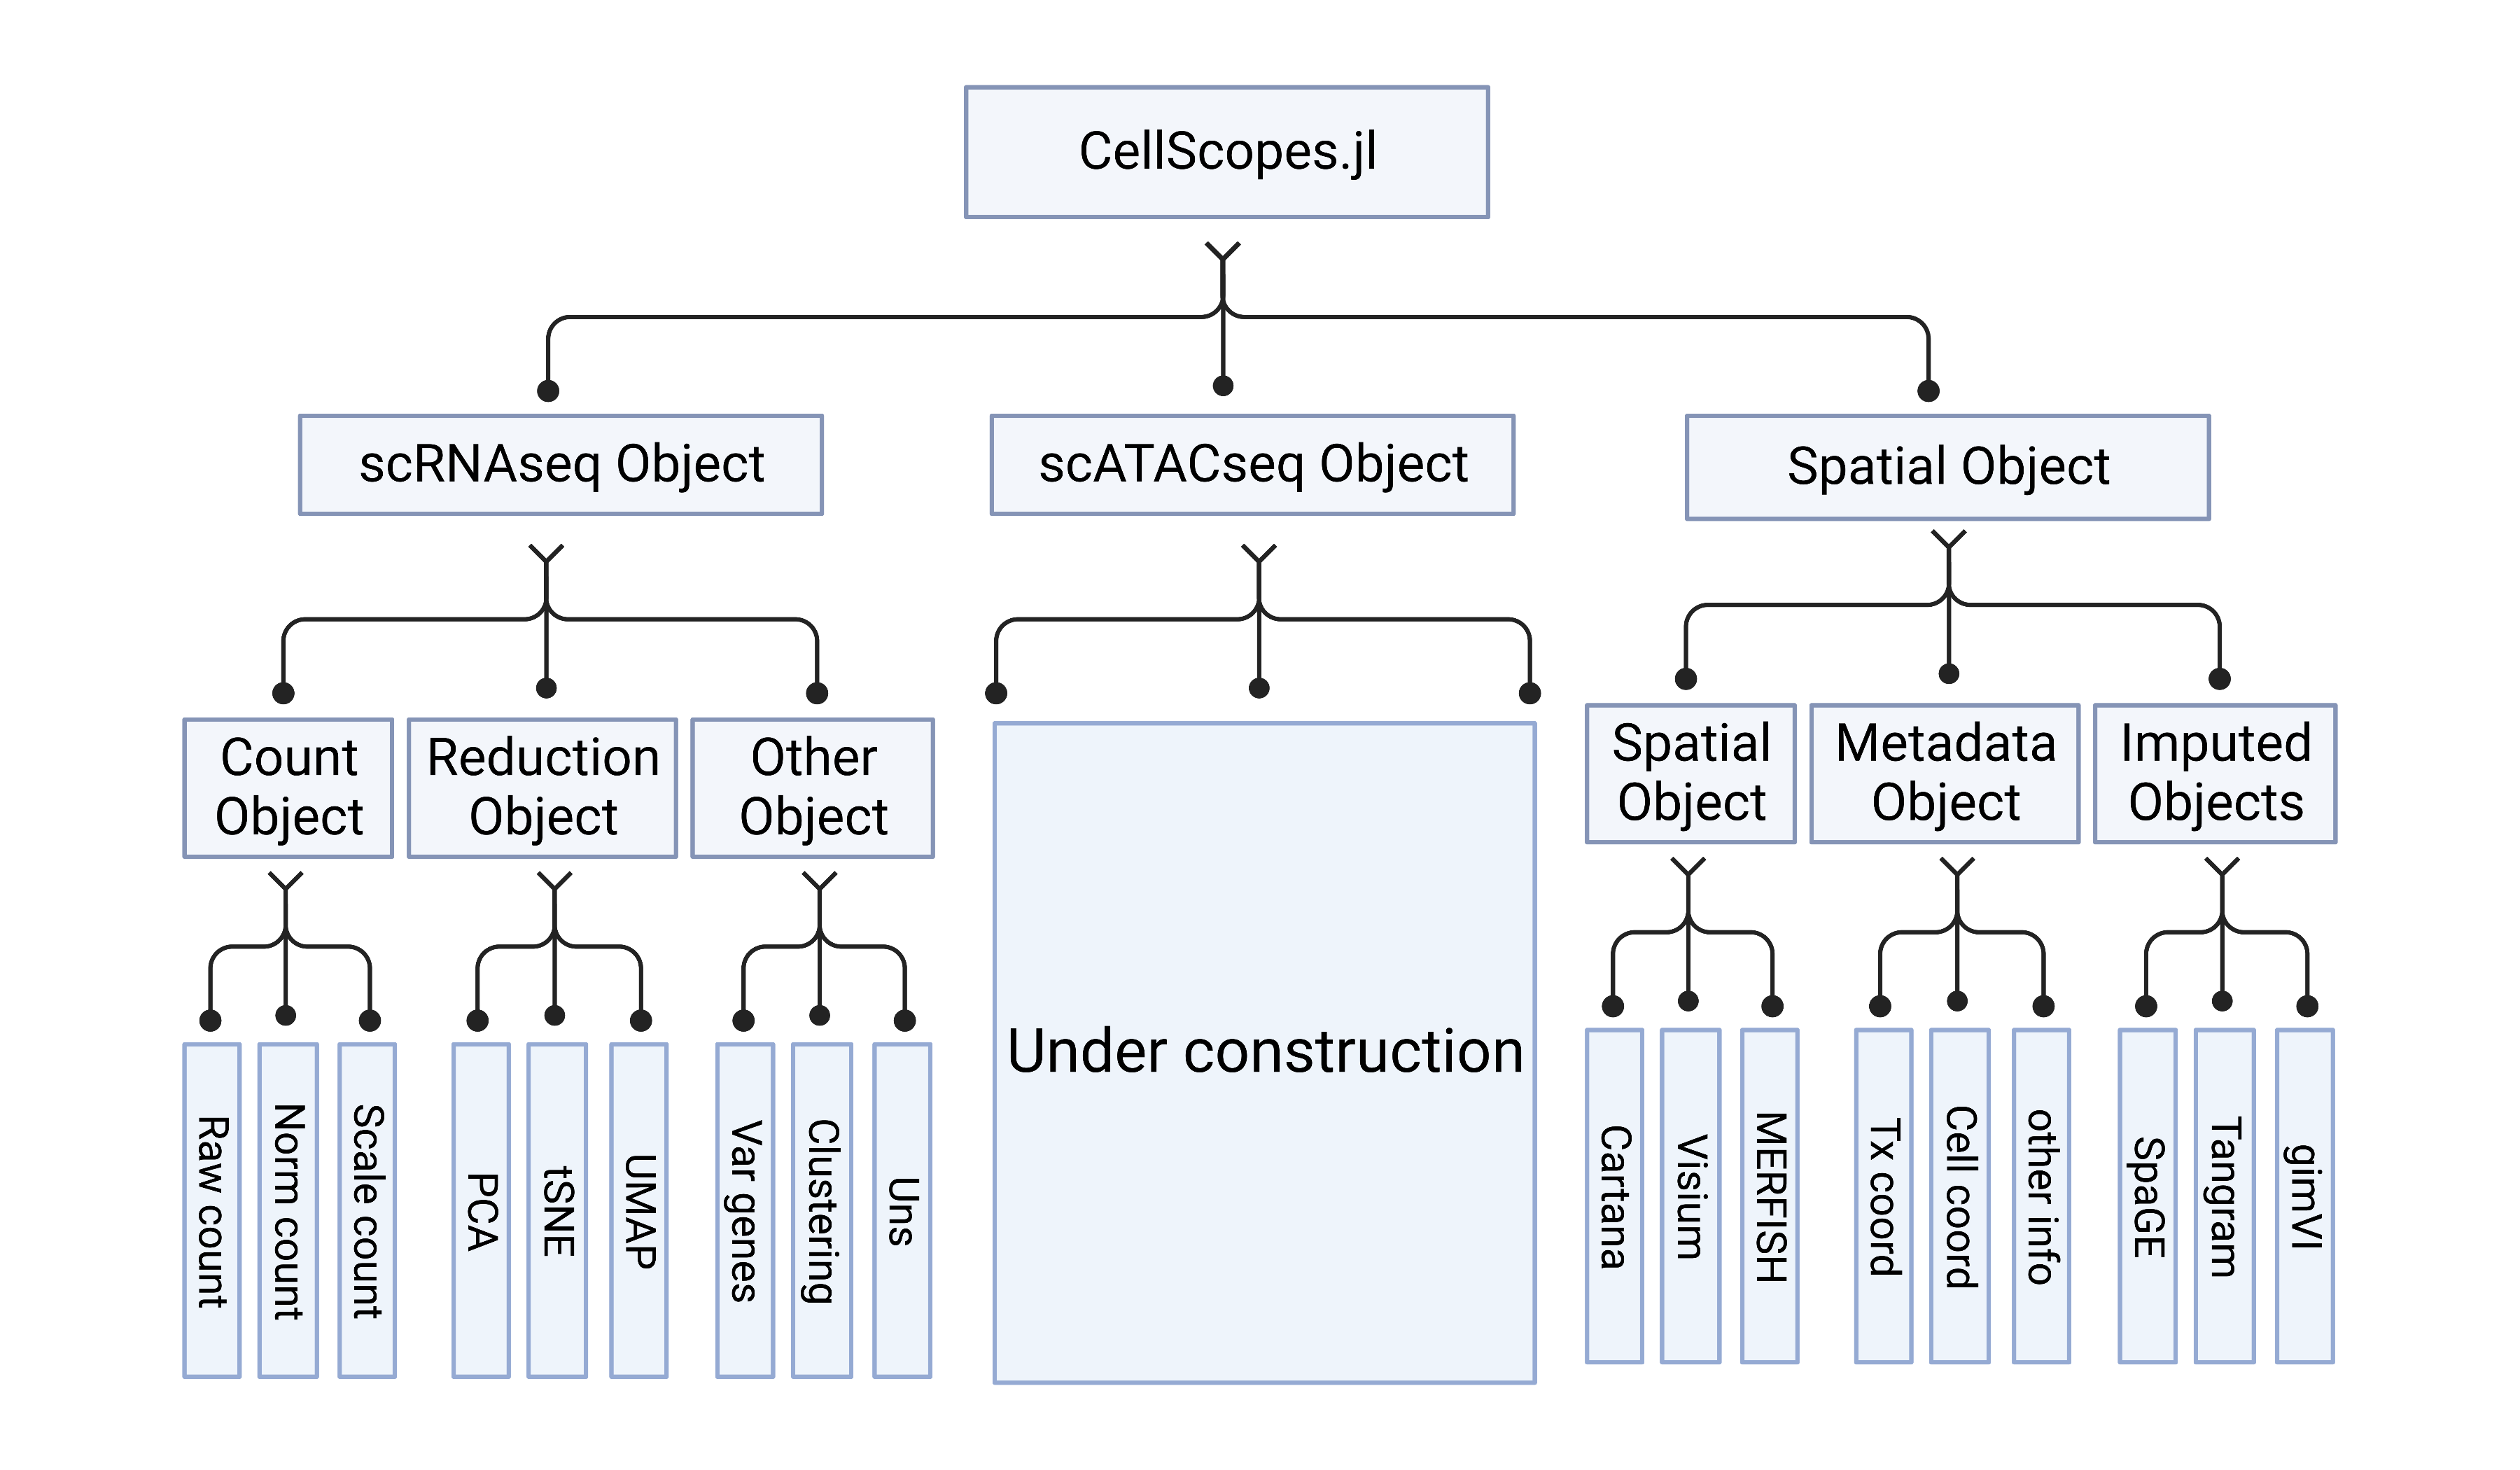 CellScopes.jl
scRNAseq Object
scATACseq Object
Spatial Object
Count
Object
Reduction
Object
Other
Object
Spatial
Object
Metadata
Object
Imputed
Objects
Under construction
Raw count
Norm count
Scale count
PCA
tSNE
UMAP
Var genes
Clustering
Uns
Cartana
Visium
MERFISH
Tx coord
Cell coord
other info
SpaGE
Tangram
gimVI